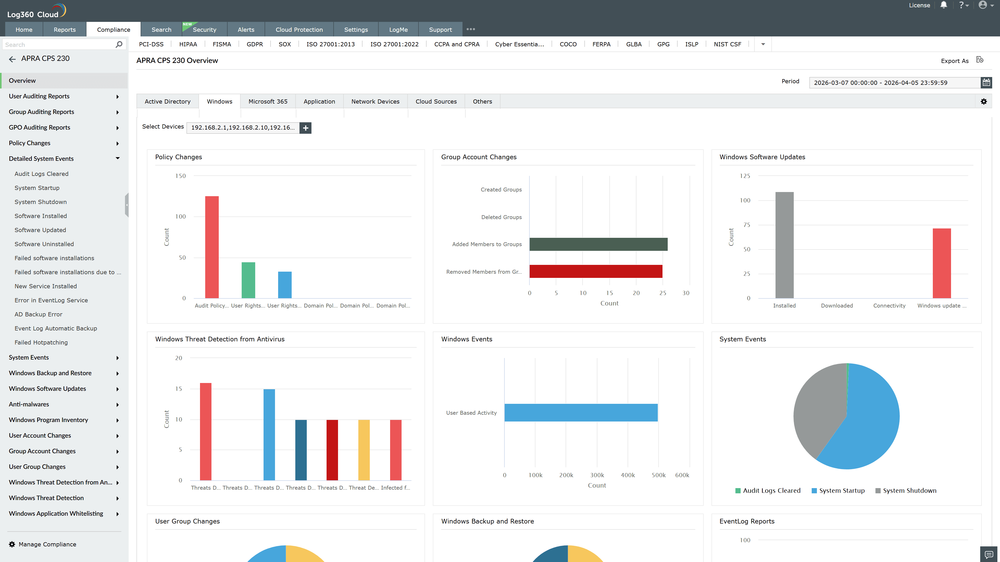 License
Log360 Cloud
Home
Reports
Compliance
Search
NEW
Security
Alerts
Cloud Protection
Settings
LogMe
Support
Search
PCI-DSS
HIPAA
FISMA
GDPR
SOX
ISO 27001:2013
ISO 27001:2022
CCPA and CPRA
Cyber Essentia...
COCO
FERPA
GLBA
GPG
ISLP
NIST CSF
APRA CPS 230
Overview
User Auditing Reports
Group Auditing Reports
GPO Auditing Reports
Policy Changes
Detailed System Events
Audit Logs Cleared
System Startup
System Shutdown
Software Installed
Software Updated
Software Uninstalled
Failed software installations
Failed software installations due to ...
New Service Installed
Error in EventLog Service
AD Backup Error
Event Log Automatic Backup
Failed Hotpatching
System Events
Windows Backup and Restore
Windows Software Updates
Anti-malwares
Windows Program Inventory
User Account Changes
Group Account Changes
User Group Changes
Windows Threat Detection from An...
Windows Threat Detection
Windows Application Whitelisting
Manage Compliance
APRA CPS 230 Overview
Export As
Period
2026-03-07 00:00:00 - 2026-04-05 23:59:59
Active Directory
Windows
Microsoft 365
Application
Network Devices
Cloud Sources
Others
Select Devices
192.168.2.1,192.168.2.10,192.16...
Policy Changes
150
100
50
0
Count
Audit Policy...
User Rights...
User Rights...
Domain Pol...
Domain Pol...
Domain Pol...
Group Account Changes
Created Groups
Deleted Groups
Added Members to Groups
Removed Members from Gr...
0 5 10 15 20 25 30
Count
Windows Software Updates
125
100
75
50
25
0
Count
Installed
Downloaded
Connectivity
Windows update ...
Windows Threat Detection from Antivirus
20
15
10
5
0
Count
Threats D...
Threats D...
Threats D...
Threats D...
Threats D...
Threat De...
Infected f...
Windows Events
User Based Activity
0 100k 200k 300k 400k 500k 600k
Count
System Events
Audit Logs Cleared
System Startup
System Shutdown
User Group Changes
Windows Backup and Restore
EventLog Reports
100